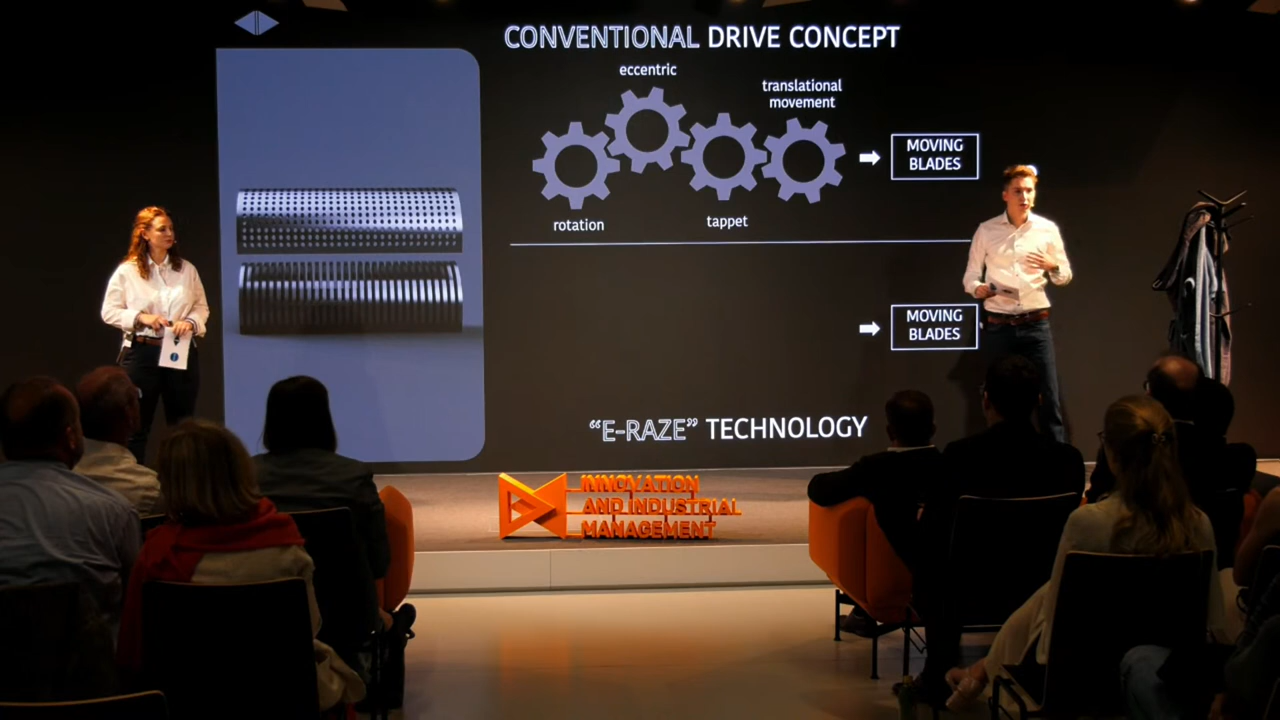 CONVENTIONAL DRIVE CONCEPT
eccentric
translational
movement
MOVING
BLADES
rotation
tappet
MOVING
BLADES
“E-RAZE” TECHNOLOGY
INNOVATION
AND INDUSTRIAL
MANAGEMENT